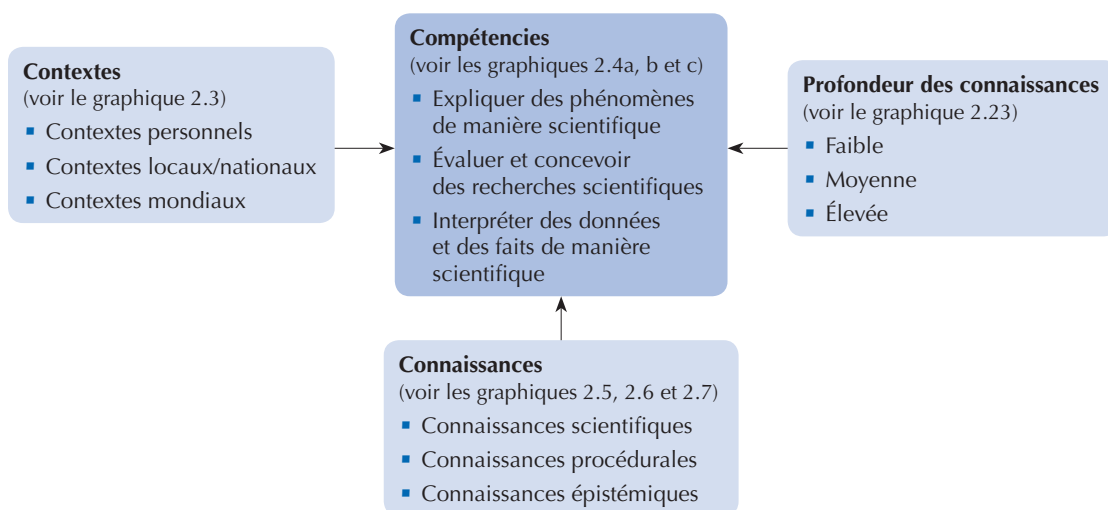 Contextes
(voir le graphique 2.3)
▪ Contextes personnels
▪ Contextes locaux/nationaux
▪ Contextes mondiaux
Compétencies
(voir les graphiques 2.4a, b et c)
▪ Expliquer des phénomènes
de manière scientifique
▪ Évaluer et concevoir
des recherches scientifiques
▪ Interpréter des données
et des faits de manière
scientifique
Profondeur des connaissances
(voir le graphique 2.23)
▪ Faible
▪ Moyenne
▪ Élevée
Connaissances
(voir les graphiques 2.5, 2.6 et 2.7)
▪ Connaissances scientifiques
▪ Connaissances procédurales
▪ Connaissances épistémiques